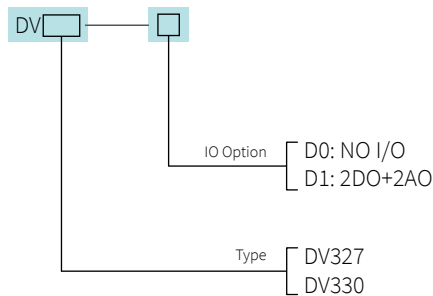 DV
IO Option
D0: NO I/O
D1: 2DO+2AO
Type
DV327
DV330